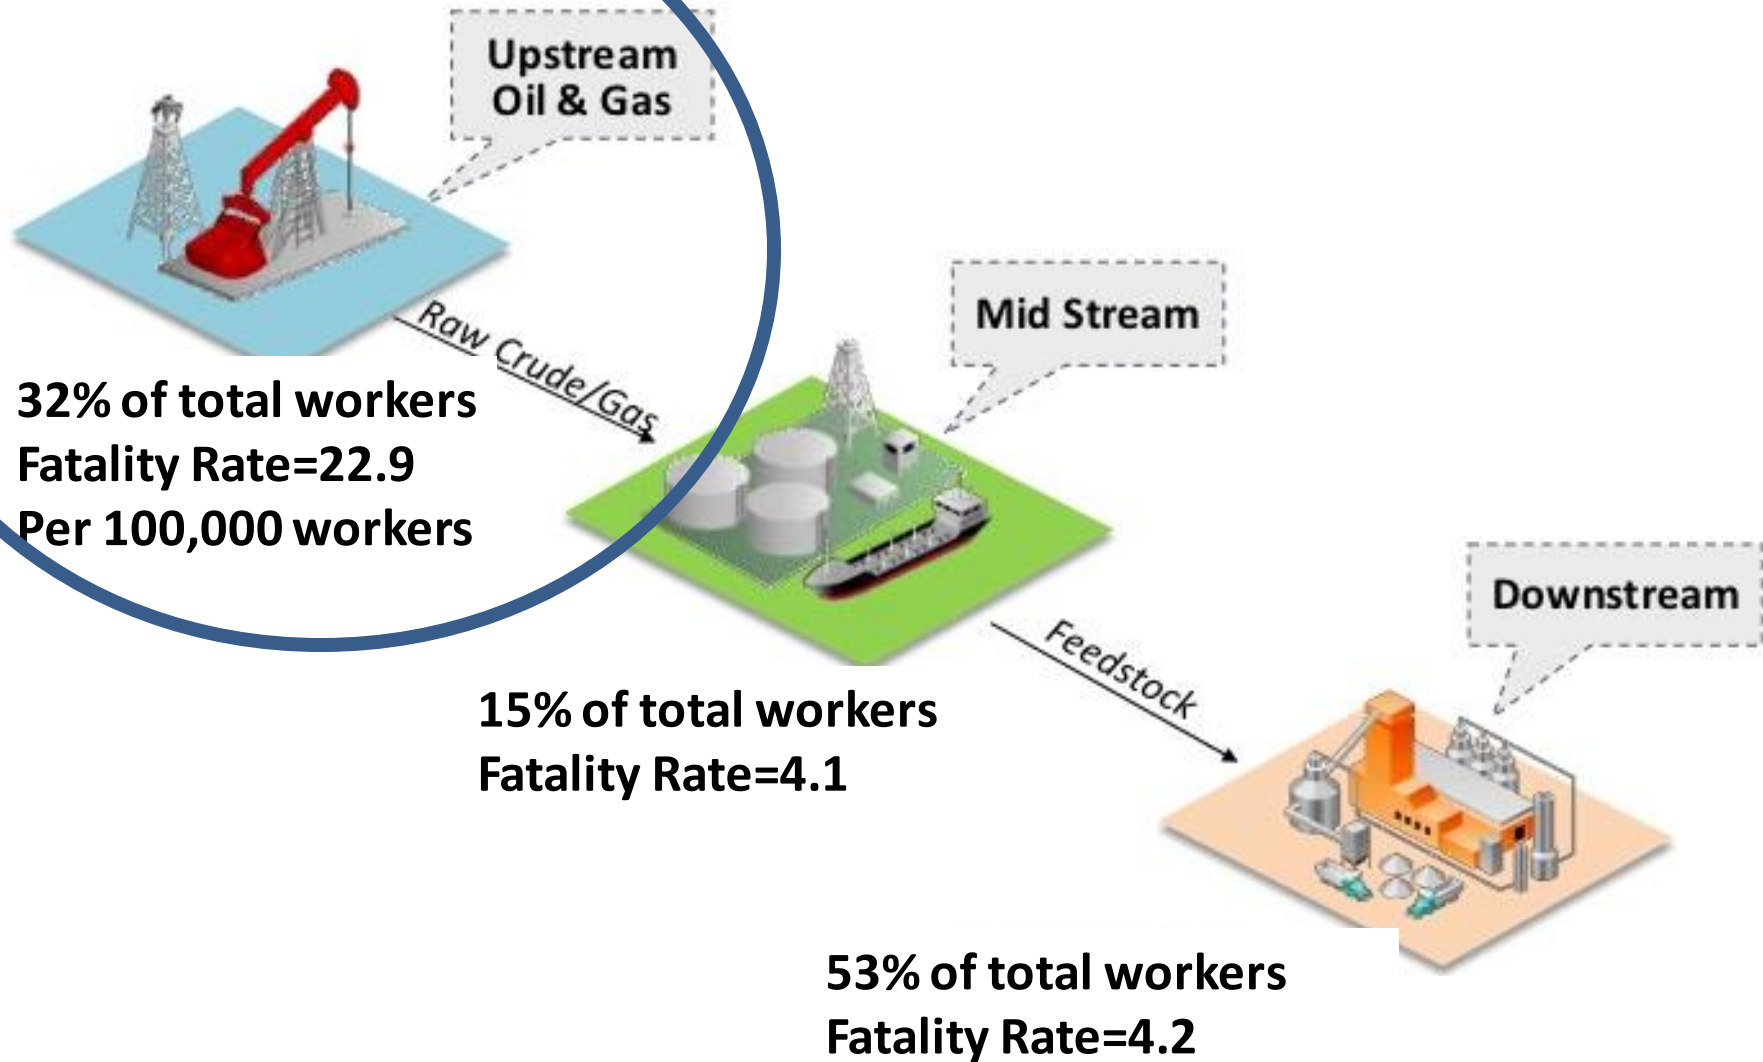 Upstream
Oil & Gas
Raw Crude/Gas
32% of total workers
Fatality Rate=22.9
Per 100,000 workers
Mid Stream
15% of total workers
Fatality Rate=4.1
Feedstock
Downstream
53% of total workers
Fatality Rate=4.2